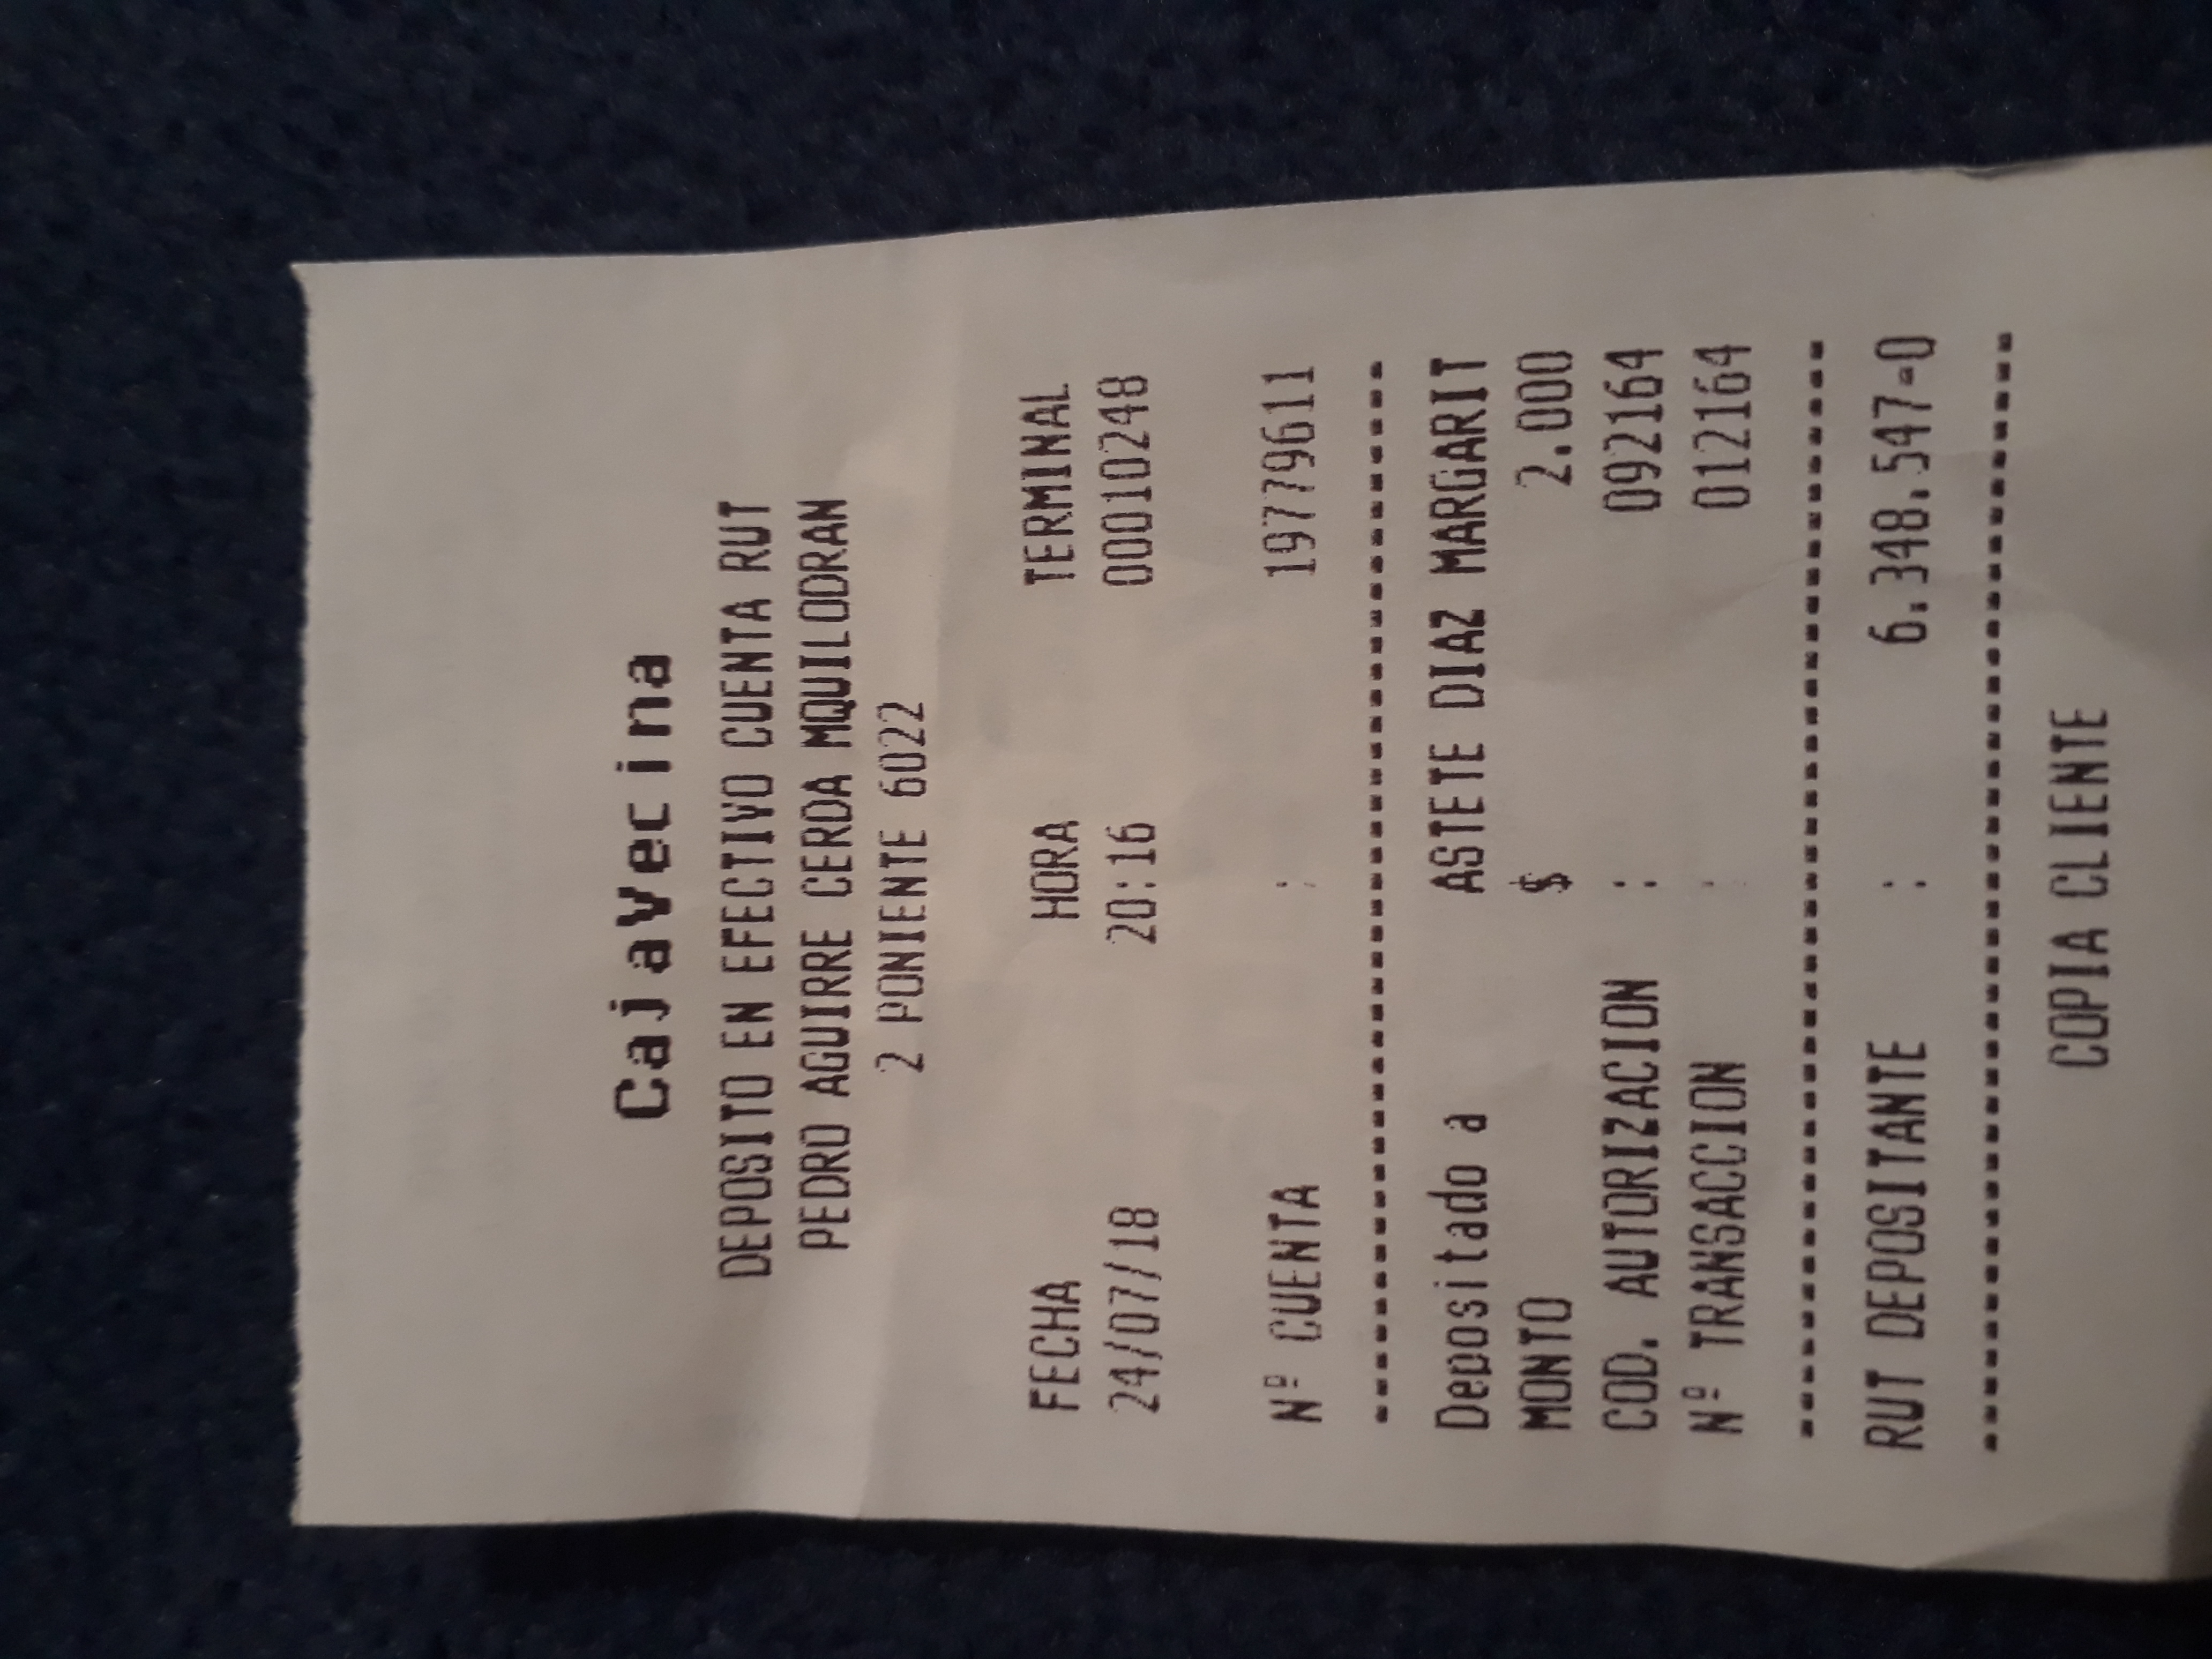 CajaVecina
DEPOSITO EN EFECTIVO CUENTA RUT
PEDRO AGUIRRE CERDA MQUILODRAN
2 PONIENTE 6022
FECHA HORA TERMINAL
24/07/18 20:16 00010248
Nº CUENTA : 19779611
Depositado a ASTETE DIAZ MARGARIT
MONTO $ 2.000
COD. AUTORIZACION : 092164
Nº TRANSACCION : 012164
RUT DEPOSITANTE : 6.348.547-0
COPIA CLIENTE